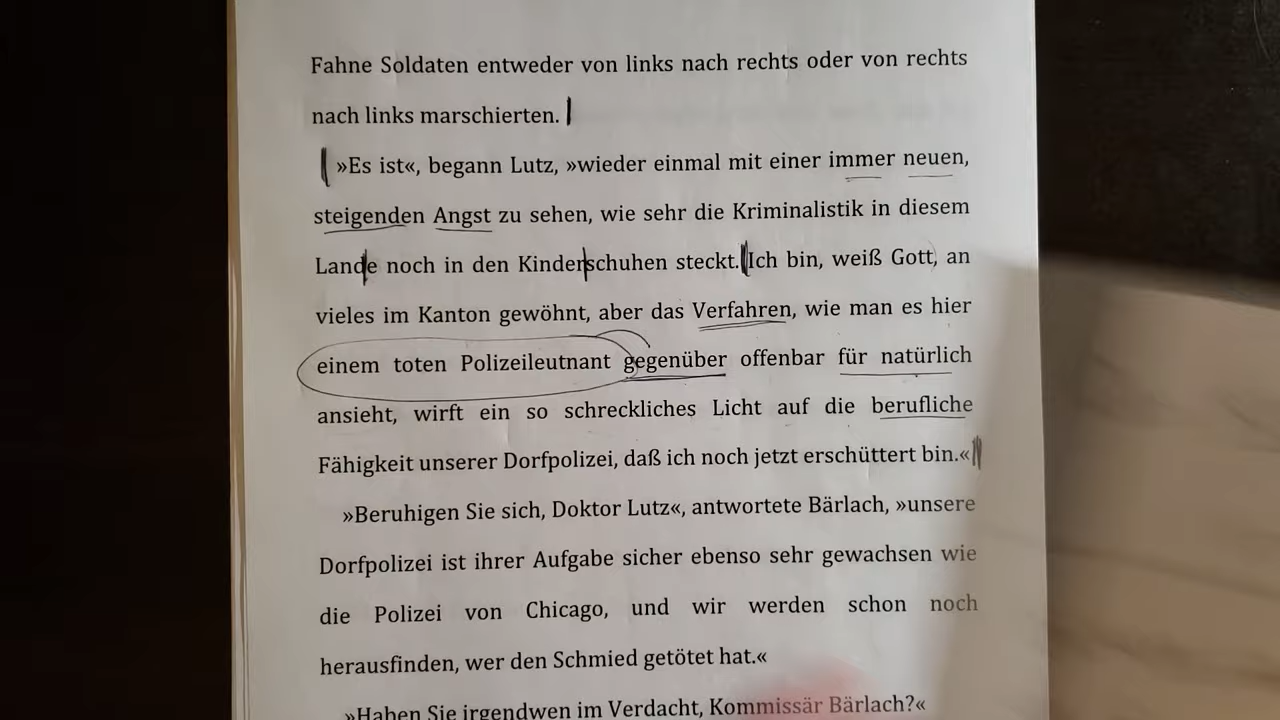 Fahne Soldaten entweder von links nach rechts oder von rechts
nach links marschierten.
»Es ist«, begann Lutz, »wieder einmal mit einer immer neuen,
steigenden Angst zu sehen, wie sehr die Kriminalistik in diesem
Lande noch in den Kinderschuhen steckt. Ich bin, weiß Gott, an
vieles im Kanton gewöhnt, aber das Verfahren, wie man es hier
einem toten Polizeileutnant gegenüber offenbar für natürlich
ansieht, wirft ein so schreckliches Licht auf die berufliche
Fähigkeit unserer Dorfpolizei, daß ich noch jetzt erschüttert bin.«
»Beruhigen Sie sich, Doktor Lutz«, antwortete Bärlach, »unsere
Dorfpolizei ist ihrer Aufgabe sicher ebenso sehr gewachsen wie
die Polizei von Chicago, und wir werden schon noch
herausfinden, wer den Schmied getötet hat.«
»Haben Sie irgendwen im Verdacht, Kommissär Bärlach?«